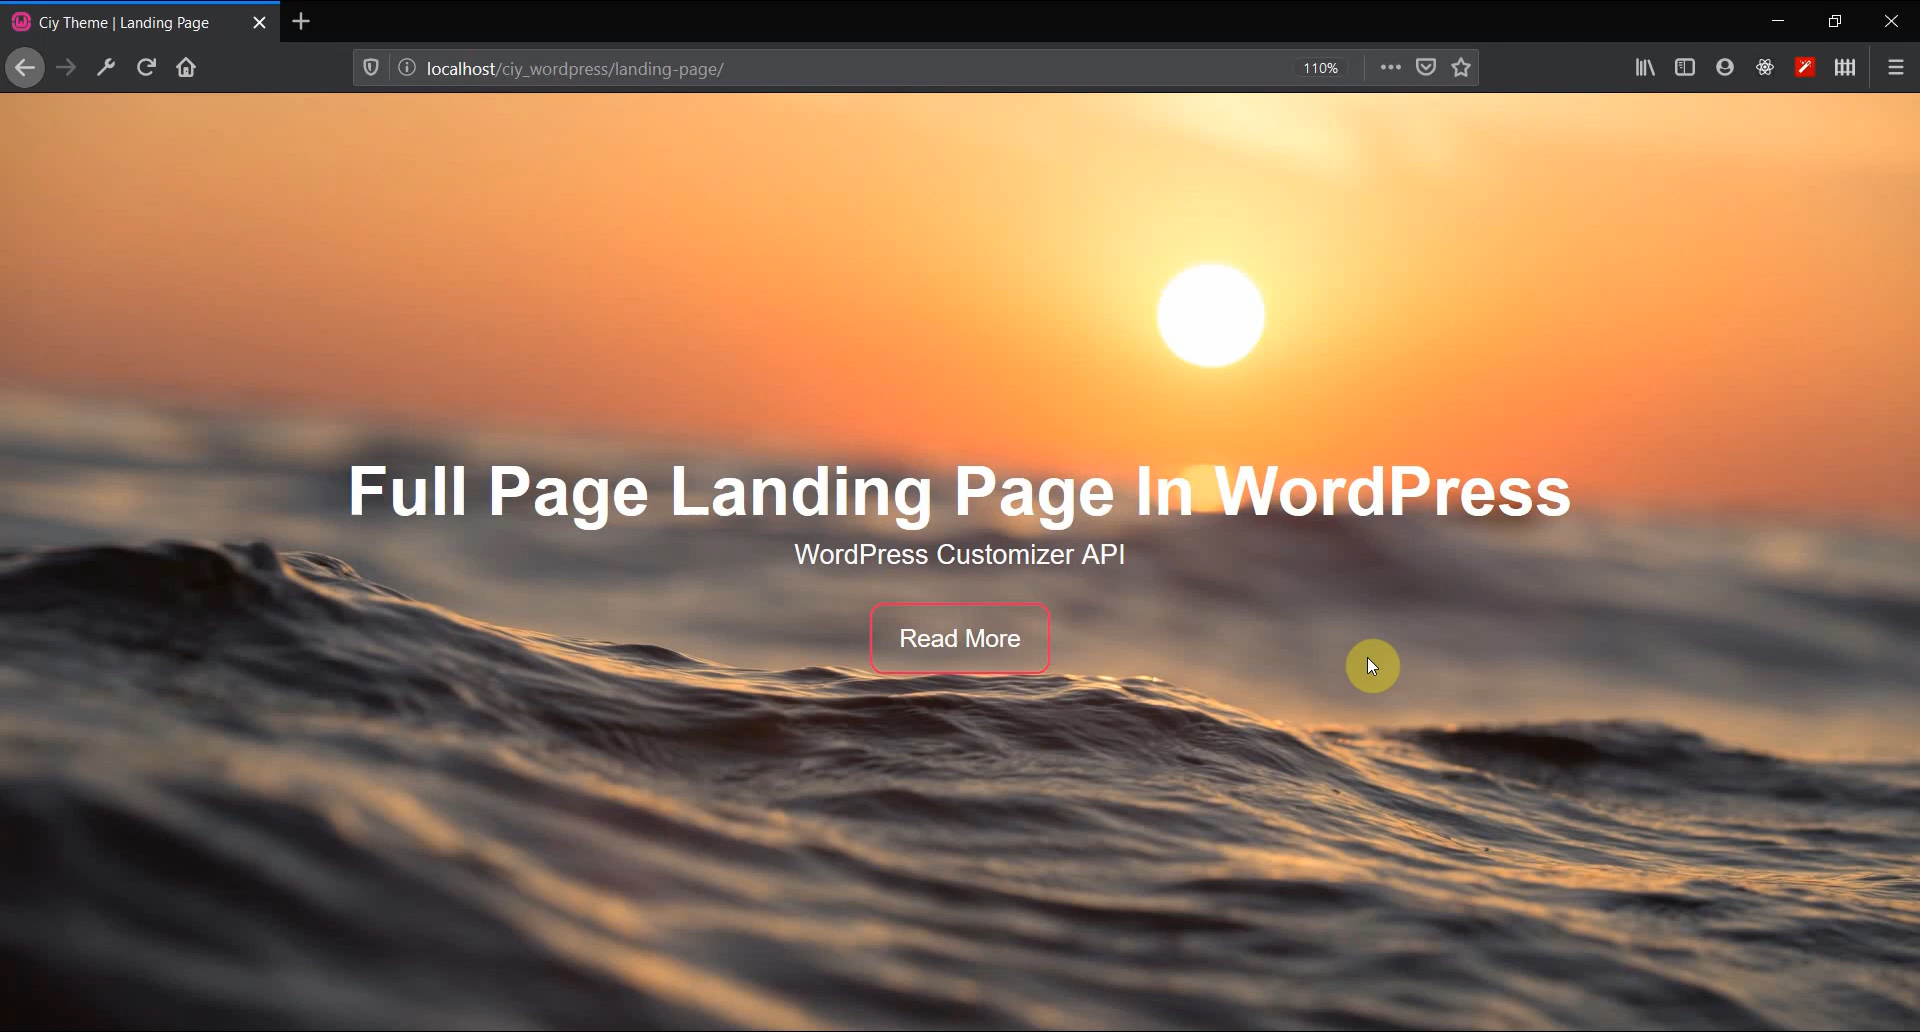 Ciy Theme | Landing Page
localhost/ciy_wordpress/landing-page/
110%
Full Page Landing Page In WordPress
WordPress Customizer API
Read More